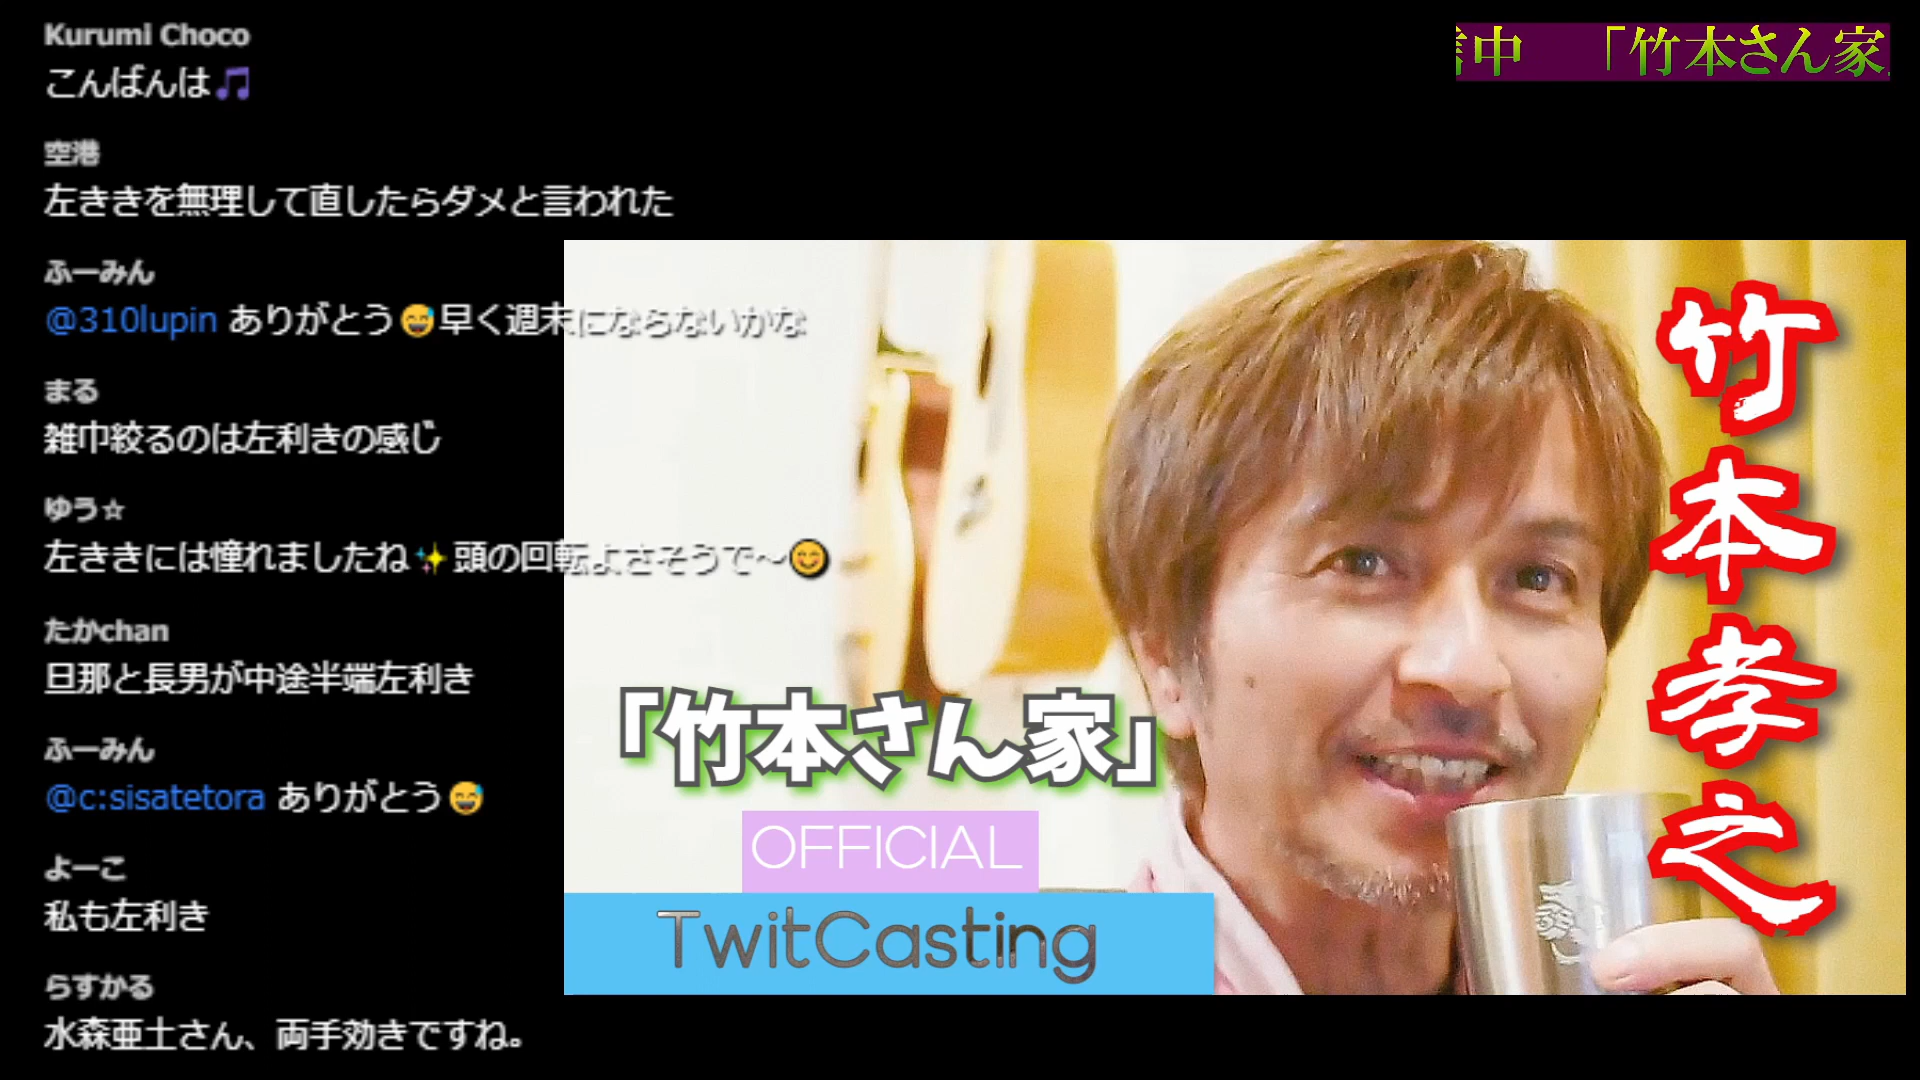 Kurumi Choco
こんばんは🎵
空港
左ききを無理して直したらダメと言われた
ふーみん
@310lupin ありがとう😅早く週末にならないかな
まる
雑巾絞るのは左利きの感じ
ゆう☆
左ききには憧れましたね✨頭の回転よさそうで〜😊
たかchan
旦那と長男が中途半端左利き
ふーみん
@c:sisatetora ありがとう😅
よーこ
私も左利き
らすかる
水森亜土さん、両手効きですね。
中 「竹本さん家」
竹本孝之
「竹本さん家」
OFFICIAL
TwitCasting